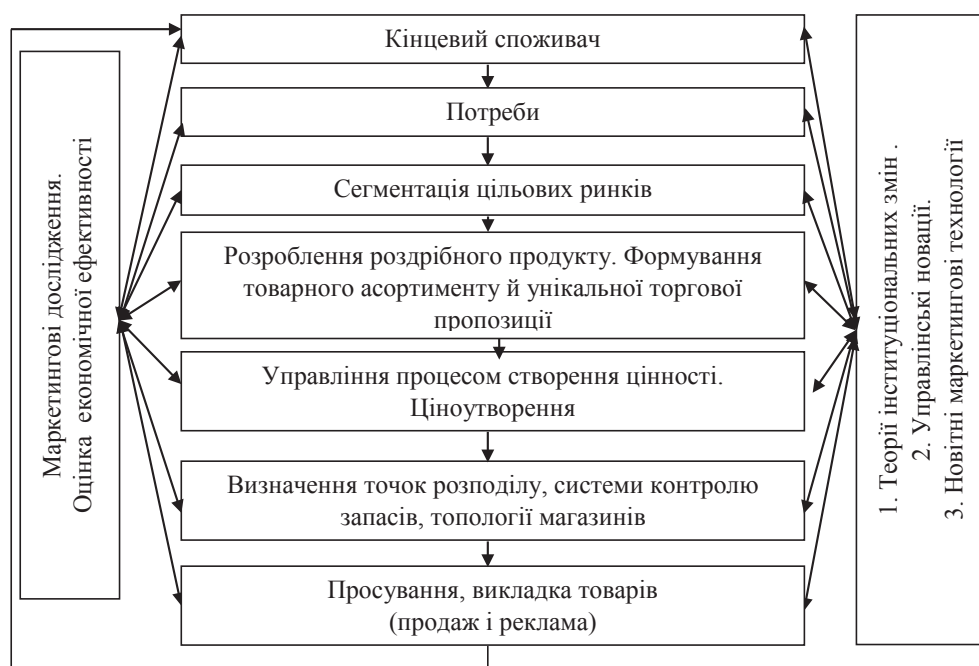 Кінцевий споживач
Потреби
Сегментація цільових ринків
Розроблення роздрібного продукту. Формування
товарного асортименту й унікальної торгової
пропозиції
Управління процесом створення цінності.
Ціноутворення
Визначення точок розподілу, системи контролю
запасів, топології магазинів
Просування, викладка товарів
(продаж і реклама)
Маркетингові дослідження.
Оцінка економічної ефективності
1. Теорії інституціональних змін .
2. Управлінські новації.
3. Новітні маркетингові технології